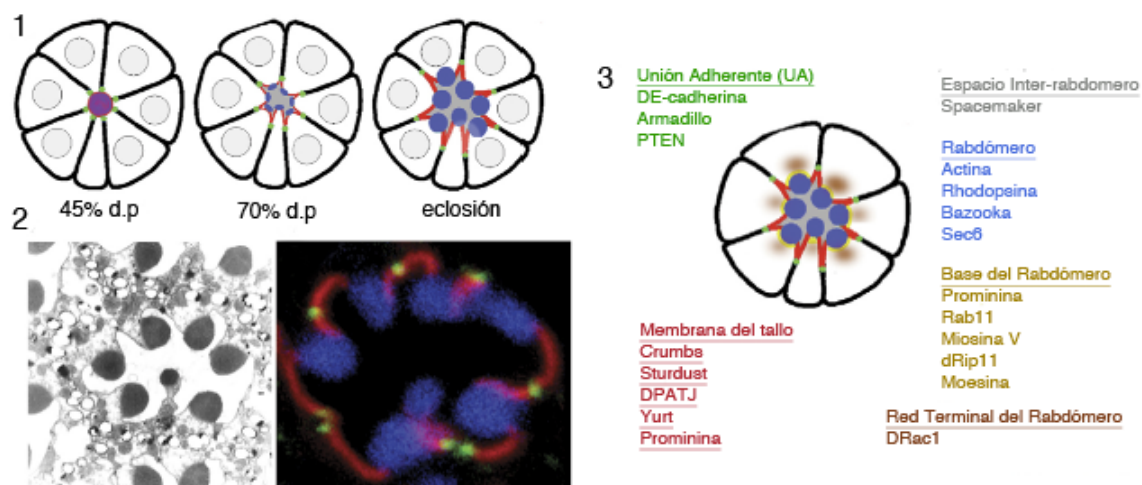 1
45% d.p
70% d.p
eclosión
2
3
Unión Adherente (UA)
DE-cadherina
Armadillo
PTEN
Espacio Inter-rabdomero
Spacemaker
Rabdómero
Actina
Rhodopsina
Bazooka
Sec6
Base del Rabdómero
Prominina
Rab11
Miosina V
dRip11
Moesina
Membrana del tallo
Crumbs
Sturdust
DPATJ
Yurt
Prominina
Red Terminal del Rabdómero
DRac1